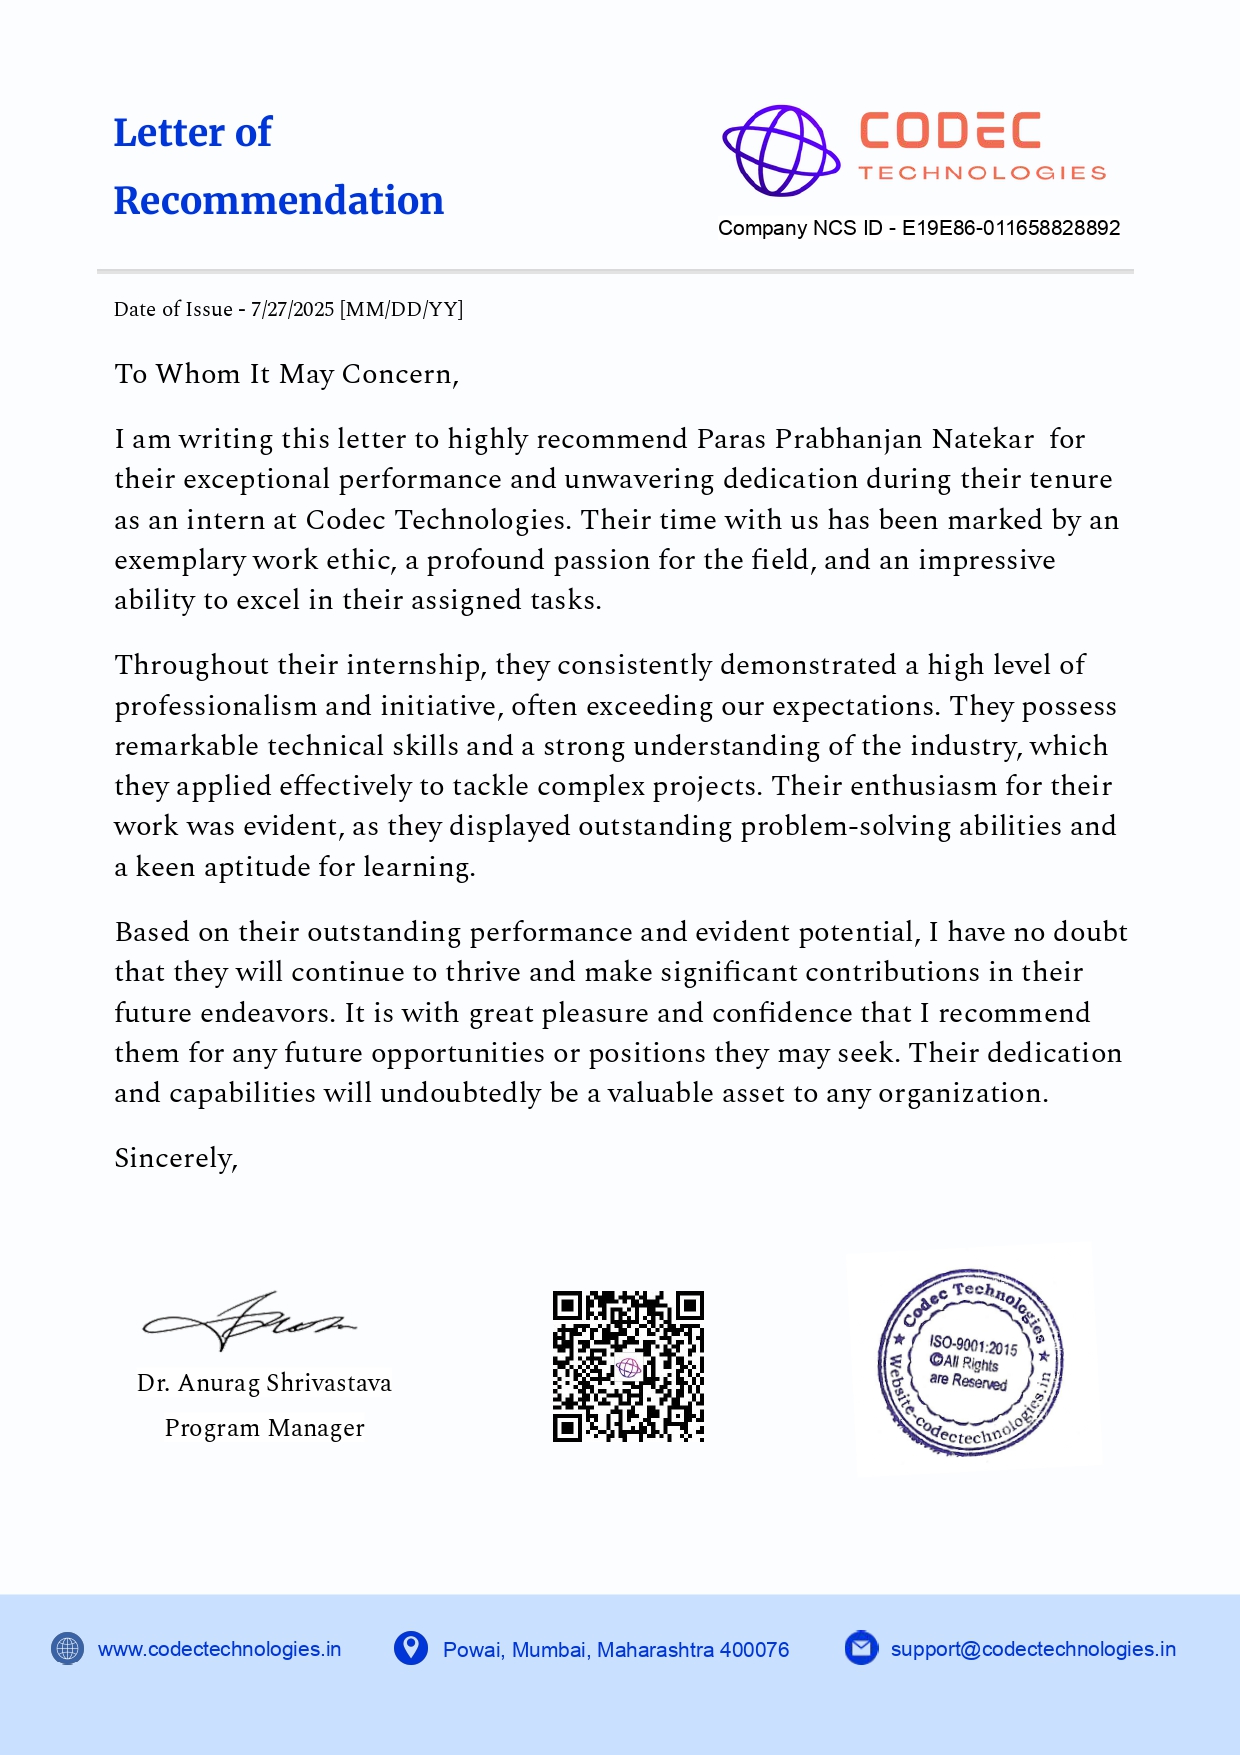 Letter of
Recommendation
CODEC
TECHNOLOGIES
Company NCS ID - E19E86-011658828892
Date of Issue - 7/27/2025 [MM/DD/YY]
To Whom It May Concern,
I am writing this letter to highly recommend Paras Prabhanjan Natekar for
their exceptional performance and unwavering dedication during their tenure
as an intern at Codec Technologies. Their time with us has been marked by an
exemplary work ethic, a profound passion for the field, and an impressive
ability to excel in their assigned tasks.
Throughout their internship, they consistently demonstrated a high level of
professionalism and initiative, often exceeding our expectations. They possess
remarkable technical skills and a strong understanding of the industry, which
they applied effectively to tackle complex projects. Their enthusiasm for their
work was evident, as they displayed outstanding problem-solving abilities and
a keen aptitude for learning.
Based on their outstanding performance and evident potential, I have no doubt
that they will continue to thrive and make significant contributions in their
future endeavors. It is with great pleasure and confidence that I recommend
them for any future opportunities or positions they may seek. Their dedication
and capabilities will undoubtedly be a valuable asset to any organization.
Sincerely,
Dr. Anurag Shrivastava
Program Manager
Codec Technologies
ISO-9001:2015
©All Rights
are Reserved
Website-codectechnologies.in
www.codectechnologies.in
Powai, Mumbai, Maharashtra 400076
support@codectechnologies.in